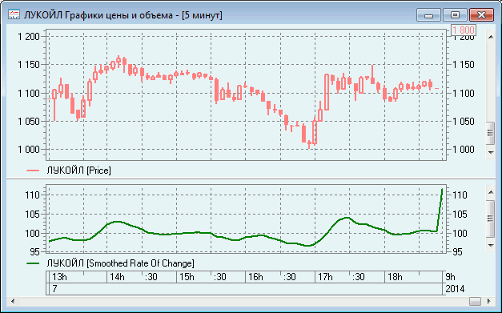 ЛУКОЙЛ Графики цены и объема - [5 минут]
1 200 1.800
1 200
1 150 1 150
1 100 1 100
1 050 1 050
1 000 1 000
ЛУКОЙЛ [Price]
110 110
105 105
100 100
95 95
ЛУКОЙЛ [Smoothed Rate Of Change]
13h 14h :30 15h :30 16h :30 17h :30 18h 9h
7 2014